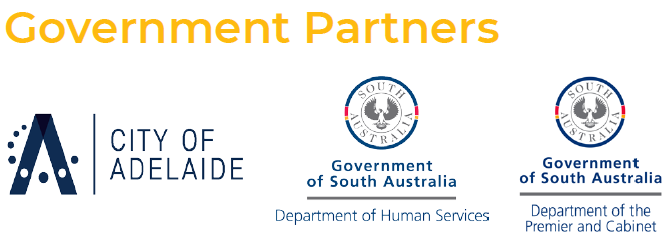 Government Partners
CITY OF
ADELAIDE
SOUTH
AUSTRALIA
Government
of South Australia
Department of Human Services
SOUTH
AUSTRALIA
Government
of South Australia
Department of the
Premier and Cabinet